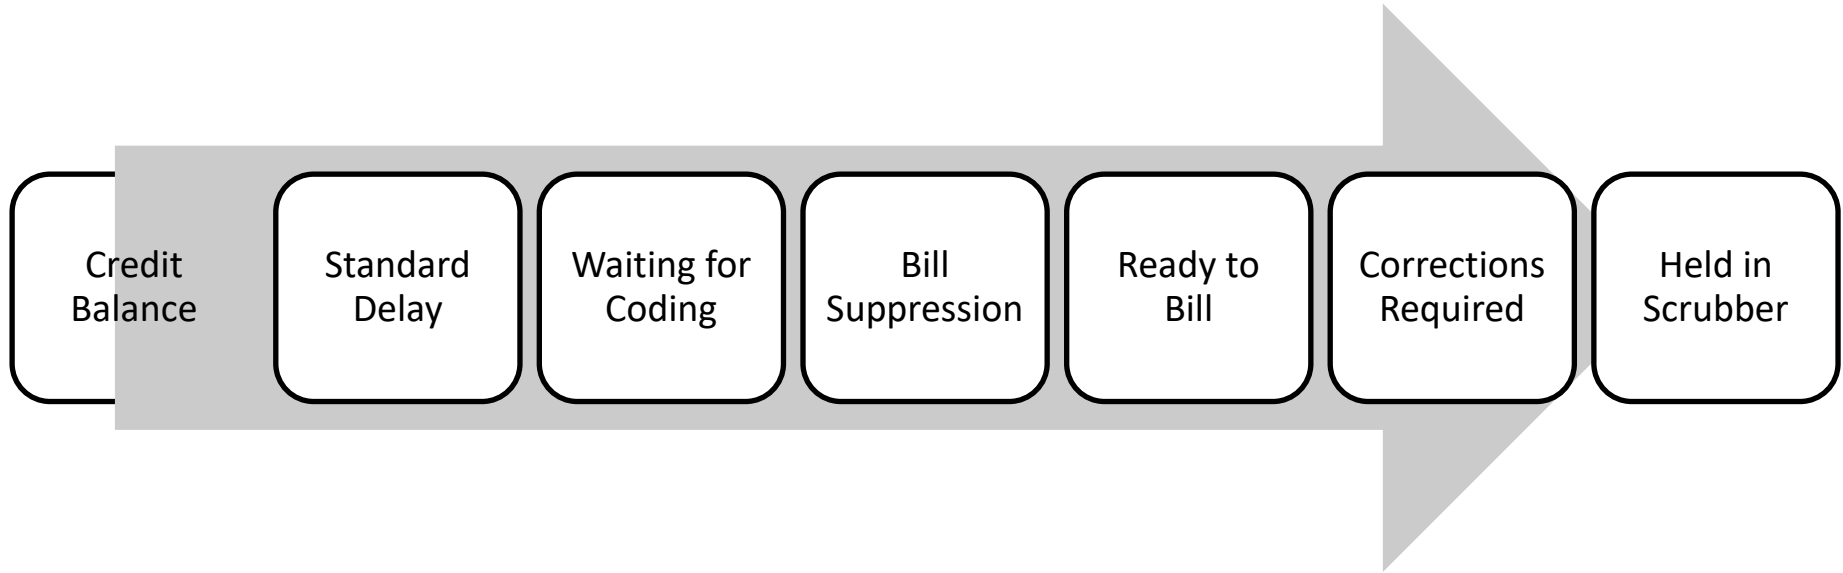 Credit
Balance
Standard
Delay
Waiting for
Coding
Bill
Suppression
Ready to
Bill
Corrections
Required
Held in
Scrubber